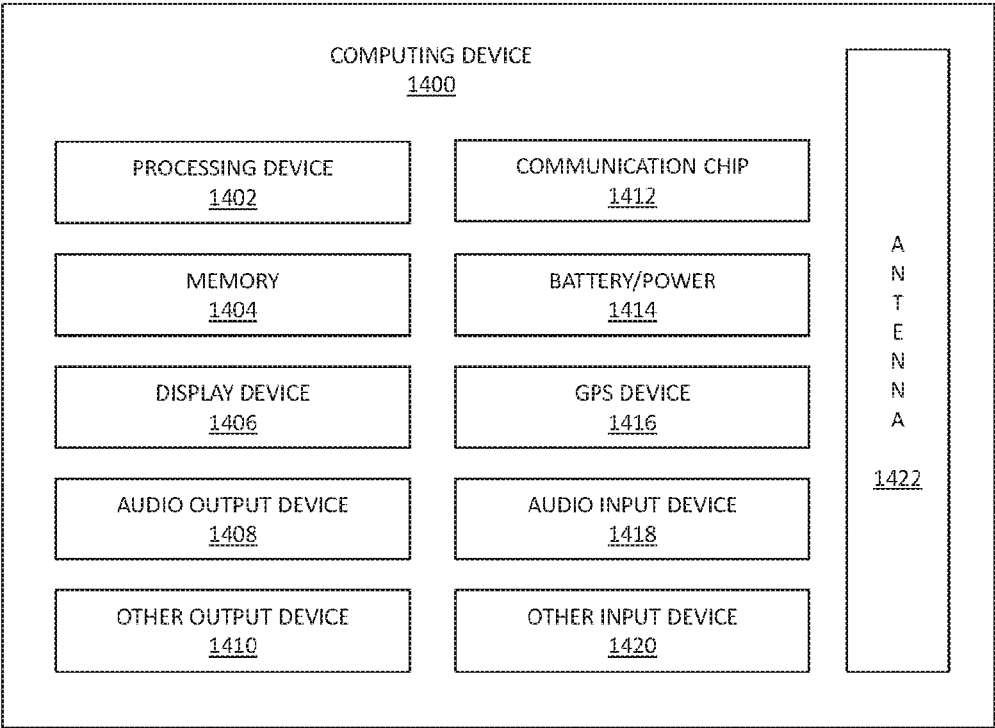 COMPUTING DEVICE
1400
PROCESSING DEVICE
1402
MEMORY
1404
DISPLAY DEVICE
1406
AUDIO OUTPUT DEVICE
1408
OTHER OUTPUT DEVICE
1410
COMMUNICATION CHIP
1412
BATTERY/POWER
1414
GPS DEVICE
1416
AUDIO INPUT DEVICE
1418
OTHER INPUT DEVICE
1420
A
N
T
E
N
N
A
1422